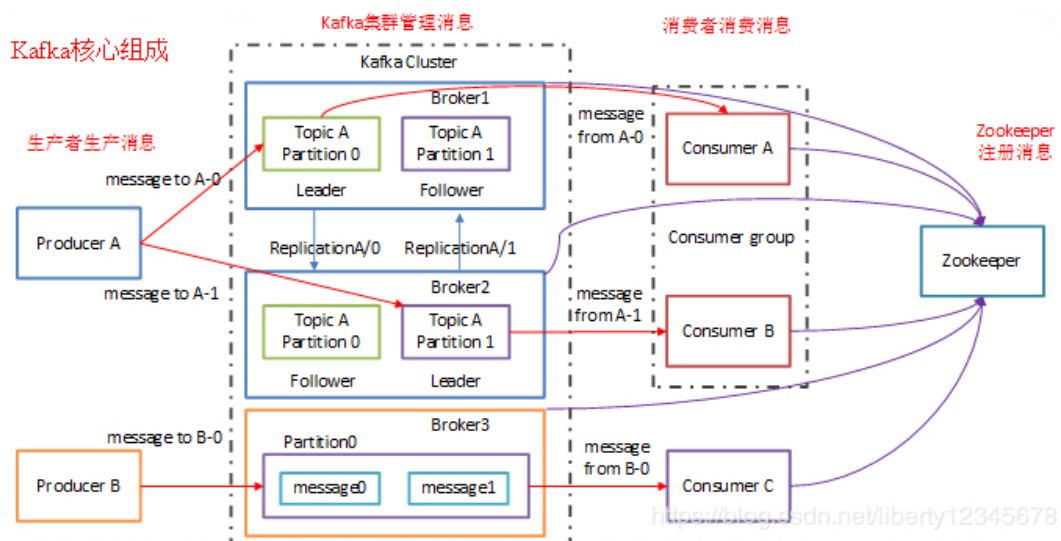 Kafka核心组成
Kafka集群管理消息
消费者消费消息
Kafka Cluster
生产者生产消息
Zookeeper
注册消息
Broker1
Topic A
Partition 0
Topic A
Partition 1
Leader
Follower
message
from A-0
Consumer A
message to A-0
Producer A
ReplicationA/0
ReplicationA/1
Consumer group
Zookeeper
message to A-1
Broker2
Topic A
Partition 0
Topic A
Partition 1
Follower
Leader
message
from A-1
Consumer B
message to B-0
Producer B
Broker3
Partition0
message0
message1
message
from B-0
Consumer C
https://blog.csdn.net/liberty12345678